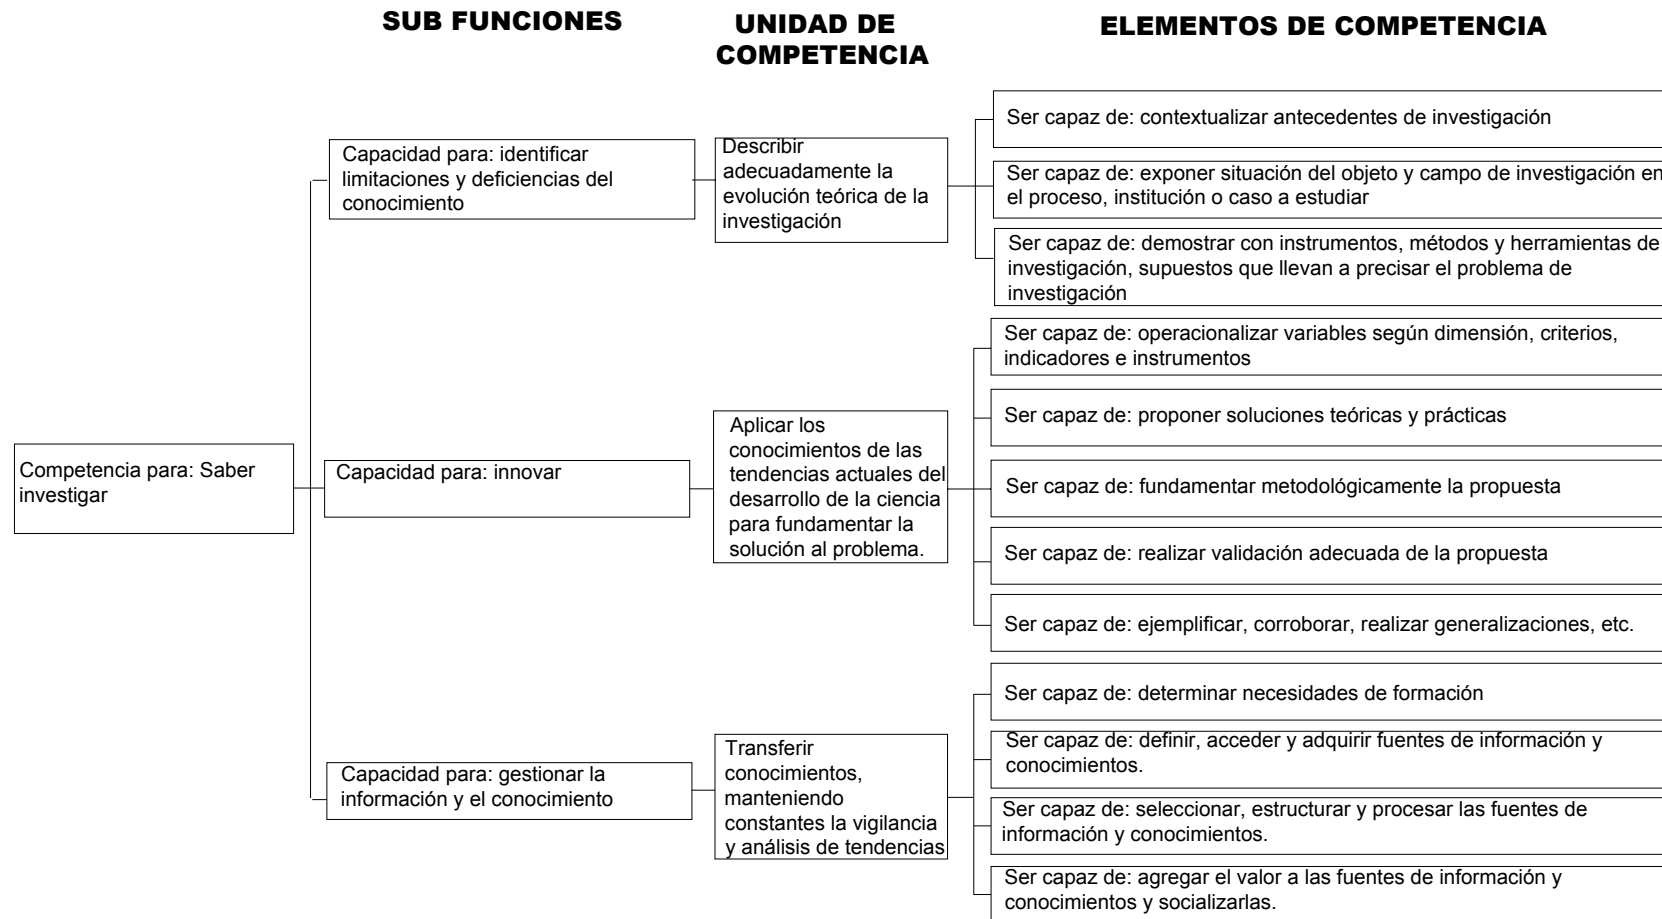 SUB FUNCIONES
UNIDAD DE
COMPETENCIA
ELEMENTOS DE COMPETENCIA
Competencia para: Saber
investigar
Capacidad para: identificar
limitaciones y deficiencias del
conocimiento
Describir
adecuadamente la
evolución teórica de la
investigación
Ser capaz de: contextualizar antecedentes de investigación
Ser capaz de: exponer situación del objeto y campo de investigación en
el proceso, institución o caso a estudiar
Ser capaz de: demostrar con instrumentos, métodos y herramientas de
investigación, supuestos que llevan a precisar el problema de
investigación
Capacidad para: innovar
Aplicar los
conocimientos de las
tendencias actuales del
desarrollo de la ciencia
para fundamentar la
solución al problema.
Ser capaz de: operacionalizar variables según dimensión, criterios,
indicadores e instrumentos
Ser capaz de: proponer soluciones teóricas y prácticas
Ser capaz de: fundamentar metodológicamente la propuesta
Ser capaz de: realizar validación adecuada de la propuesta
Ser capaz de: ejemplificar, corroborar, realizar generalizaciones, etc.
Capacidad para: gestionar la
información y el conocimiento
Transferir
conocimientos,
manteniendo
constantes la vigilancia
y análisis de tendencias
Ser capaz de: determinar necesidades de formación
Ser capaz de: definir, acceder y adquirir fuentes de información y
conocimientos.
Ser capaz de: seleccionar, estructurar y procesar las fuentes de
información y conocimientos.
Ser capaz de: agregar el valor a las fuentes de información y
conocimientos y socializarlas.